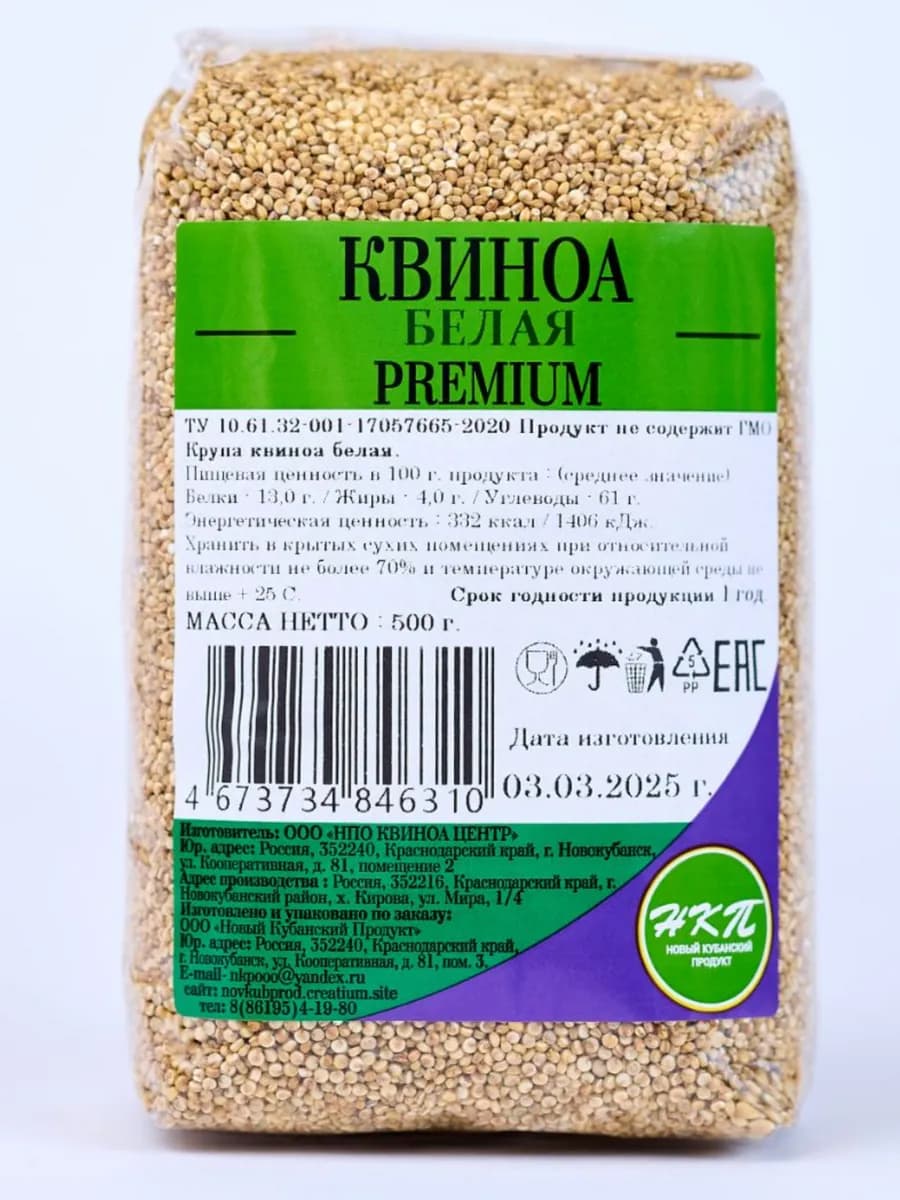 КВИНОА
БЕЛАЯ
PREMIUM
ТУ 10.61.32-001-17057665-2020 Продукт не содержит ГМО
Крупа квиноа белая.
Пищевая ценность в 100 г. продукта : (среднее значение)
Белки - 13,0 г. / Жиры - 4,0 г. / Углеводы - 61 г.
Энергетическая ценность : 332 ккал / 1406 кДж.
Хранить в крытых сухих помещениях при относительной
влажности не более 70% и температуре окружающей среды не
выше + 25 С. Срок годности продукции 1 год
МАССА НЕТТО : 500 г.
5
PP
EAC
Дата изготовления
03.03.2025 г.
4 673734 846310
Изготовитель: ООО «НПО КВИНОА ЦЕНТР»
Юр. адрес: Россия, 352240, Краснодарский край, г. Новокубанск,
ул. Кооперативная, д. 81, помещение 2
Адрес производства : Россия, 352216, Краснодарский край, г.
Новокубанский район, х. Кирова, ул. Мира, 1/4
Изготовлено и упаковано по заказу:
ООО «Новый Кубанский Продукт»
Юр. адрес: Россия, 352240, Краснодарский край,
г. Новокубанск, ул. Кооперативная, д. 81, пом. 3,
E-mail- nkpooo@yandex.ru
сайт: novkubprod.creatium.site
тел: 8(86195)4-19-80
НКП
НОВЫЙ КУБАНСКИЙ
ПРОДУКТ